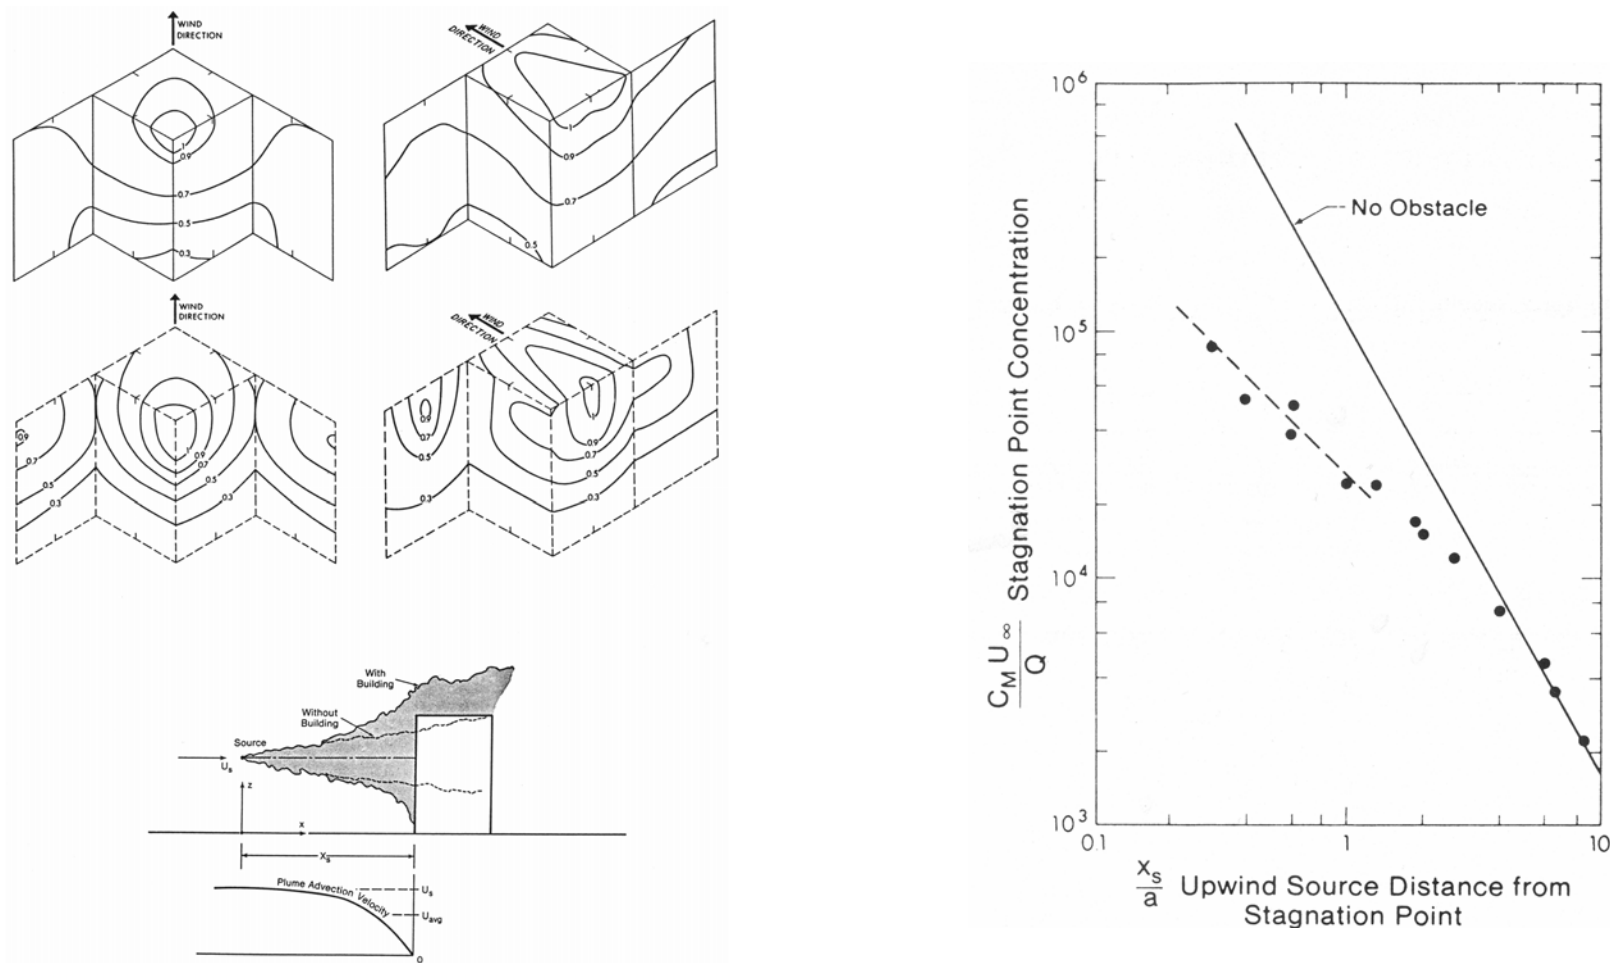 WIND
DIRECTION
1
0.9
0.7
0.5
0.3
WIND
DIRECTION
1
0.9
0.7
0.5
WIND
DIRECTION
0.9
0.7
0.5
0.3
1
0.9
0.7
0.5
0.3
WIND
DIRECTION
0.9
0.7
0.5
0.3
1
0.9
0.7
0.5
0.3
With
Building
Without
Building
Source
Us
z
x
Xs
Plume Advection Velocity
Us
Uavg
0
10⁶
10⁵
10⁴
10³
0.1
1
10
No Obstacle
C_M U_∞
Q
Stagnation Point Concentration
x_s
a
Upwind Source Distance from
Stagnation Point